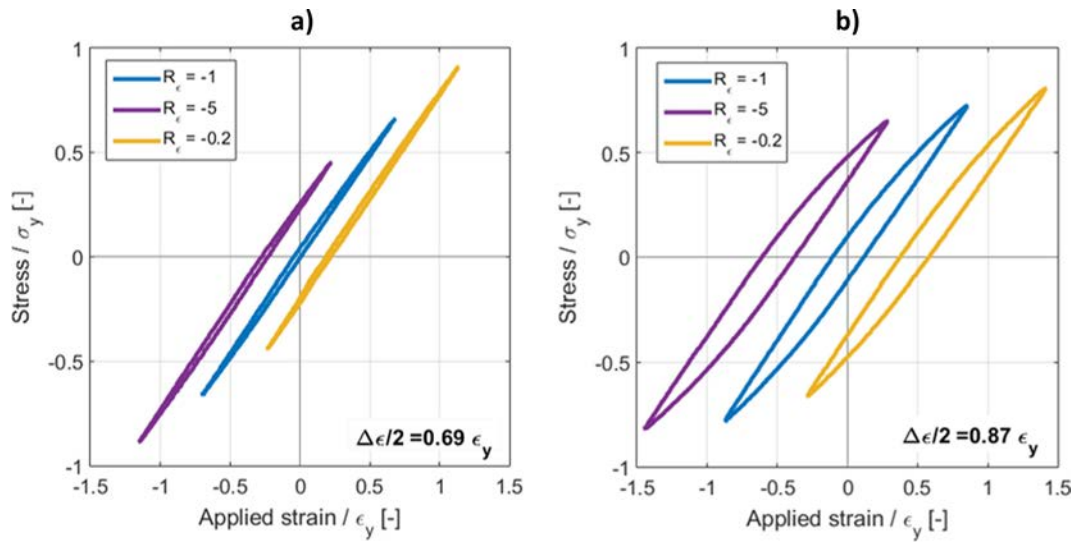 a)
1
0.5
0
-0.5
-1
-1.5 -1 -0.5 0 0.5 1 1.5
Stress / σy [-]
Applied strain / ϵy [-]
Rϵ = -1
Rϵ = -5
Rϵ = -0.2
Δϵ/2 =0.69 ϵy
b)
1
0.5
0
-0.5
-1
-1.5 -1 -0.5 0 0.5 1 1.5
Stress / σy [-]
Applied strain / ϵy [-]
Rϵ = -1
Rϵ = -5
Rϵ = -0.2
Δϵ/2 =0.87 ϵy